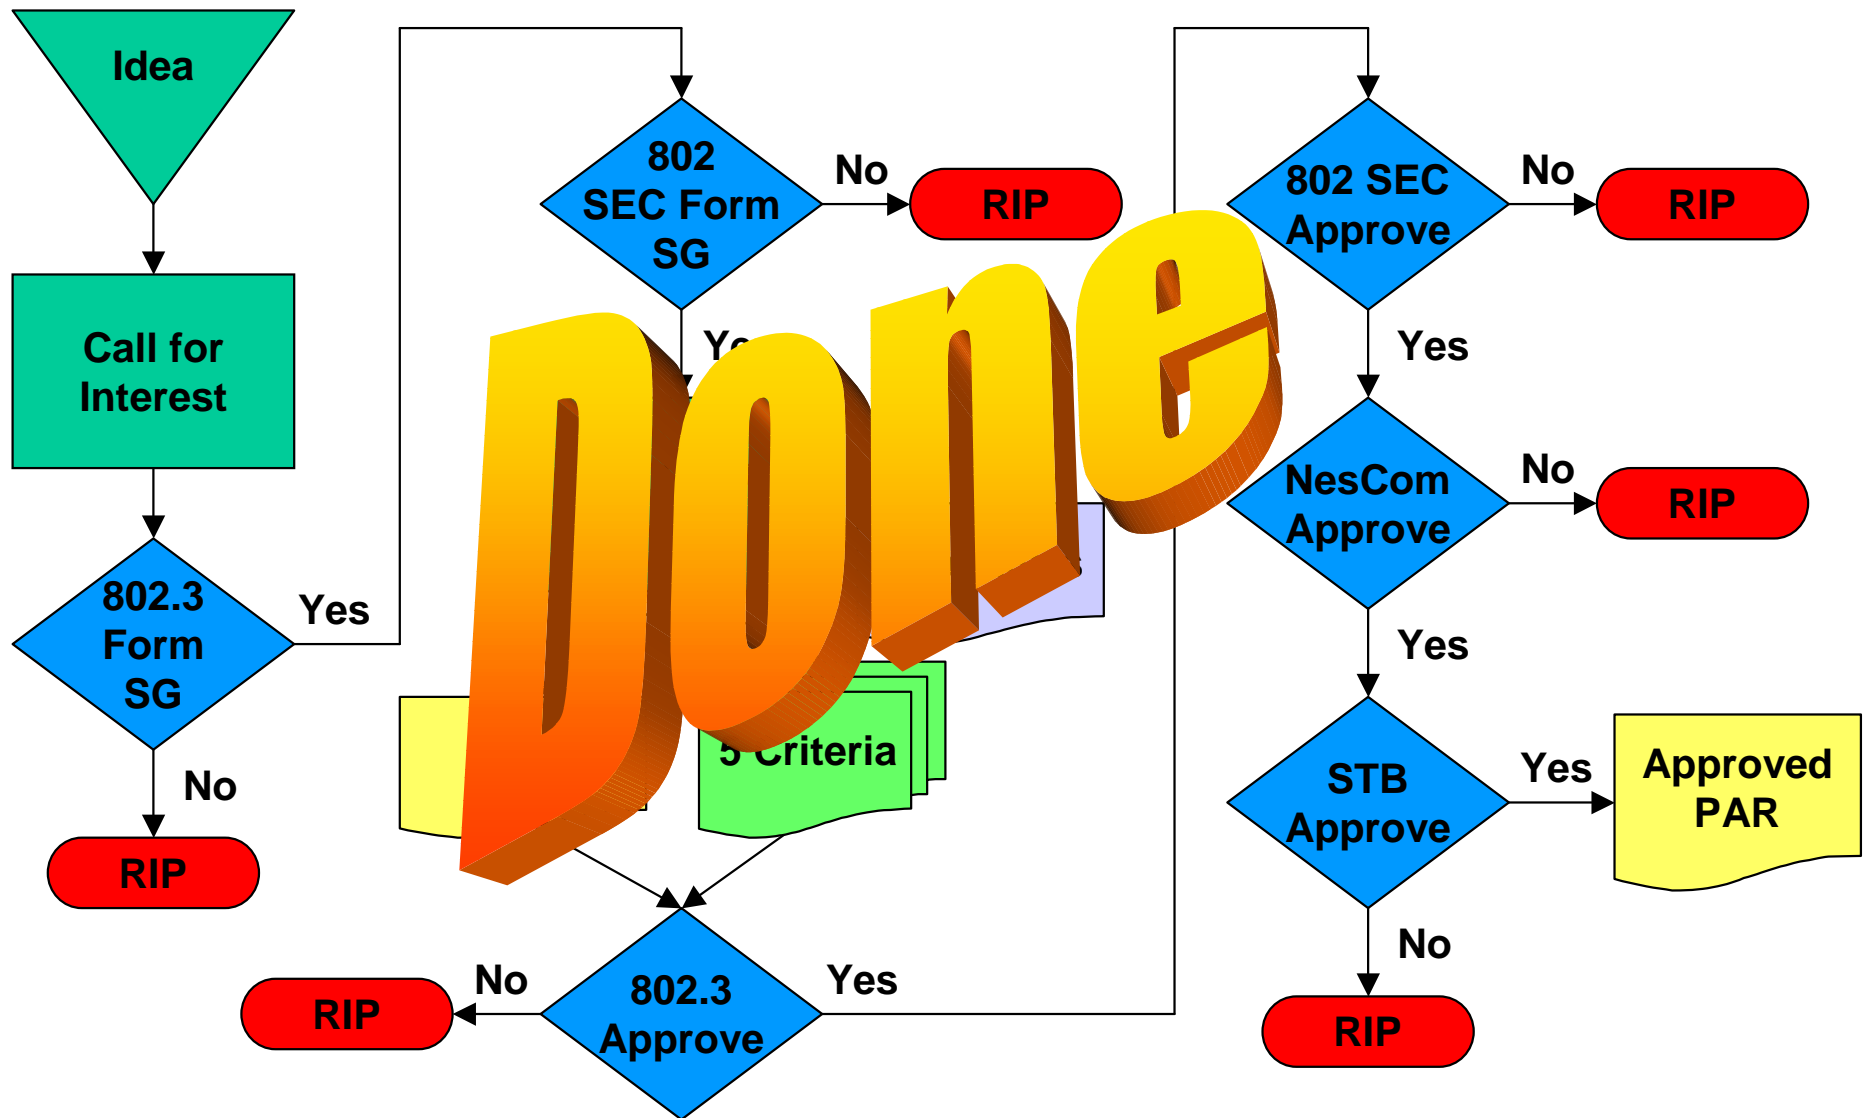 Idea
Call for
Interest
802.3
Form
SG
Yes
No
RIP
802
SEC Form
SG
No
RIP
Done
5 Criteria
802.3
Approve
No
RIP
Yes
802 SEC
Approve
No
RIP
Yes
NesCom
Approve
No
RIP
Yes
STB
Approve
Yes
Approved
PAR
No
RIP